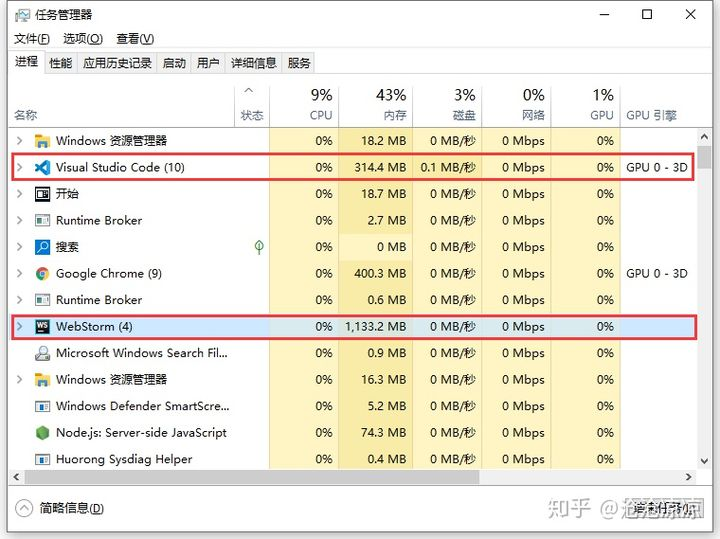 任务管理器
文件(F) 选项(O) 查看(V)
进程 性能 应用历史记录 启动 用户 详细信息 服务
9% 43% 3% 0% 1%
名称 状态 CPU 内存 磁盘 网络 GPU GPU 引擎
Windows 资源管理器 0% 18.2 MB 0 MB/秒 0 Mbps 0%
Visual Studio Code (10) 0% 314.4 MB 0.1 MB/秒 0 Mbps 0% GPU 0 - 3D
开始 0% 18.7 MB 0 MB/秒 0 Mbps 0%
Runtime Broker 0% 2.7 MB 0 MB/秒 0 Mbps 0%
搜索 0% 0 MB 0 MB/秒 0 Mbps 0%
Google Chrome (9) 0% 400.3 MB 0 MB/秒 0 Mbps 0% GPU 0 - 3D
Runtime Broker 0% 0.6 MB 0 MB/秒 0 Mbps 0%
WS WebStorm (4) 0% 1,133.2 MB 0 MB/秒 0 Mbps 0%
Microsoft Windows Search Fil... 0% 0.9 MB 0 MB/秒 0 Mbps 0%
Windows 资源管理器 0% 16.3 MB 0 MB/秒 0 Mbps 0%
Windows Defender SmartScre... 0% 5.2 MB 0 MB/秒 0 Mbps 0%
Node.js: Server-side JavaScript 0% 74.3 MB 0 MB/秒 0 Mbps 0%
Huorong Sysdiag Helper 0% 0.4 MB 0 MB/秒 0 Mbps 0%
简略信息(D)
知乎